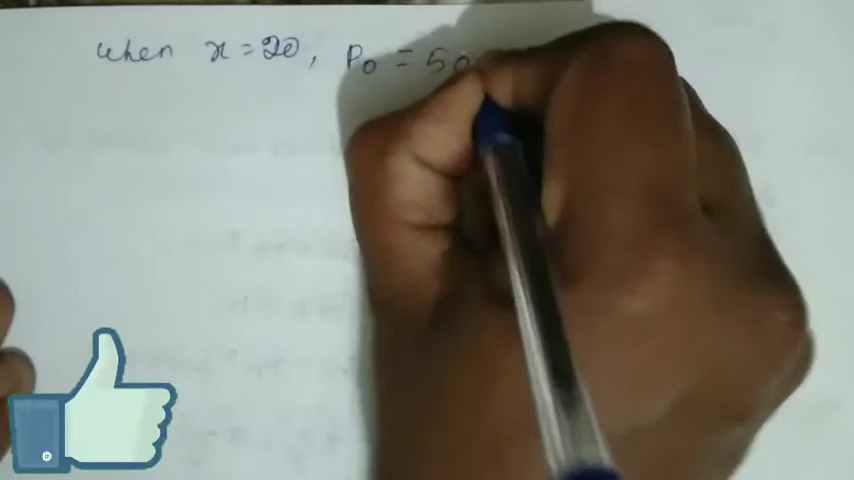 when x = 20, P₀ = 50